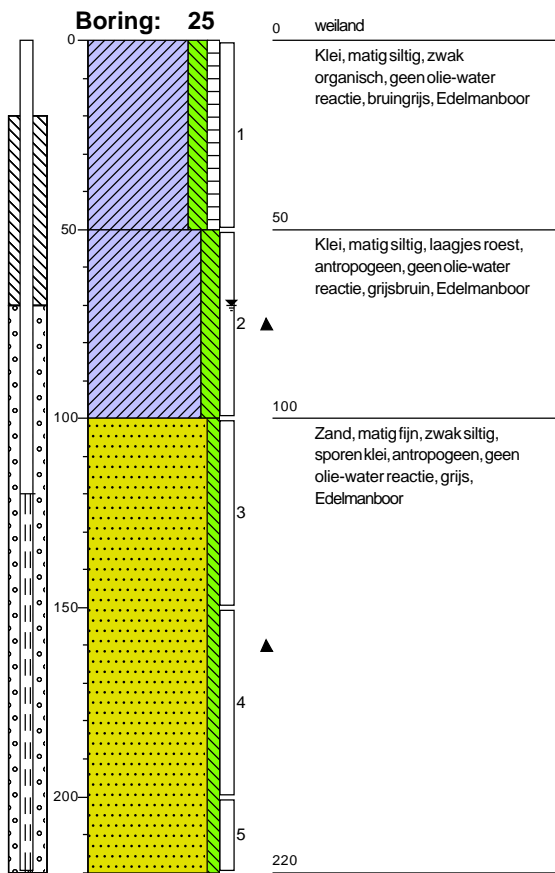 Boring: 25
0
50
100
150
200
1
2
3
4
5
0 weiland
Klei, matig siltig, zwak
organisch, geen olie-water
reactie, bruingrijs, Edelmanboor
50
Klei, matig siltig, laagjes roest,
antropogeen, geen olie-water
reactie, grijsbruin, Edelmanboor
100
Zand, matig fijn, zwak siltig,
sporen klei, antropogeen, geen
olie-water reactie, grijs,
Edelmanboor
220